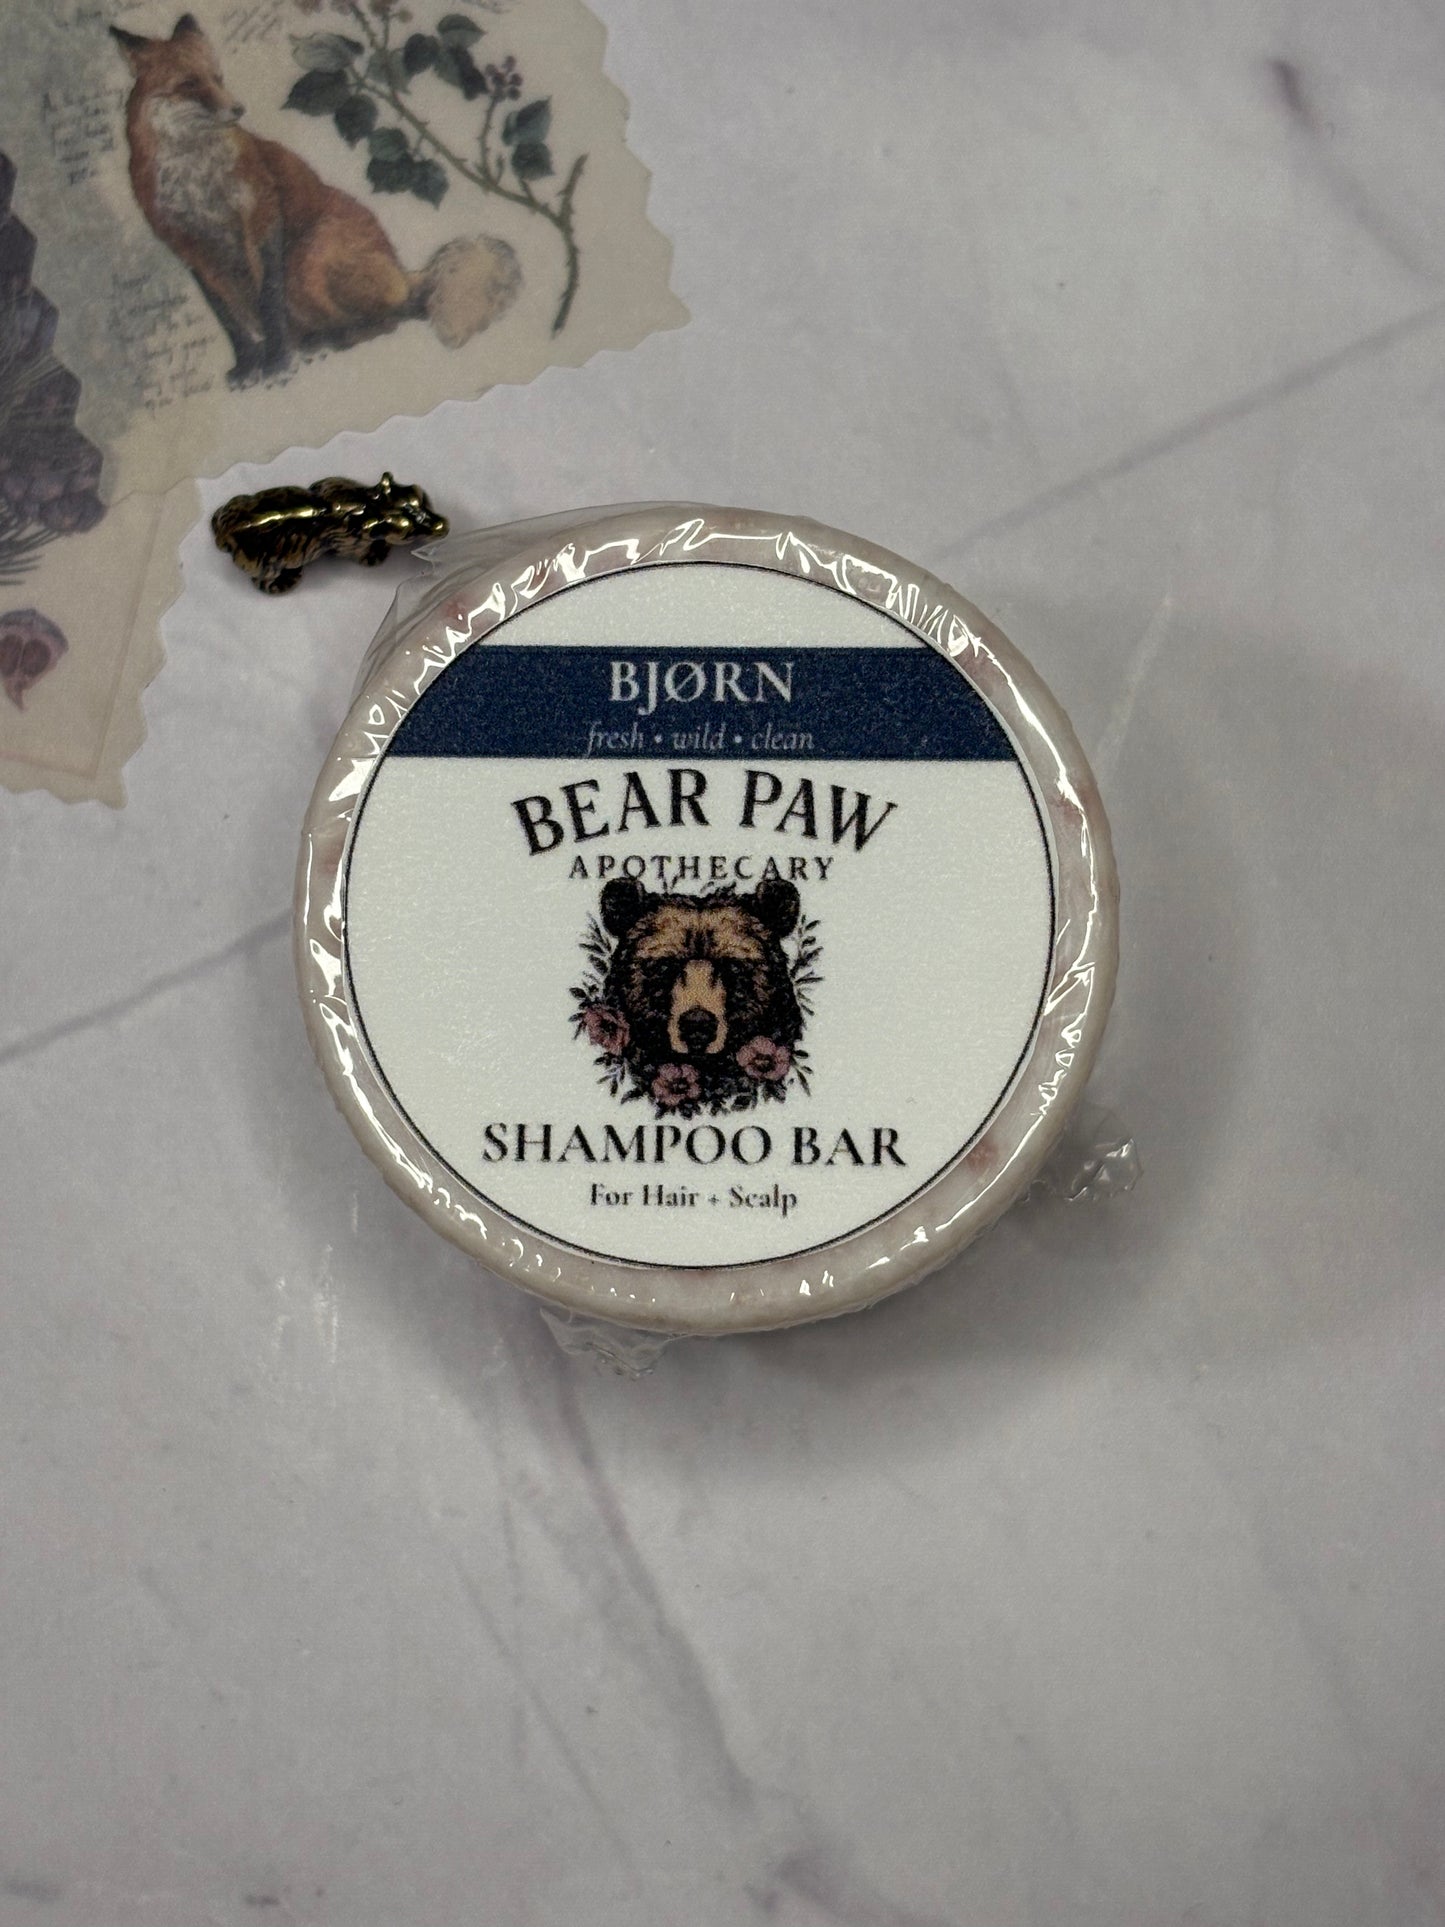 BJØRN
fresh • wild • clean
BEAR PAW
APOTHECARY
SHAMPOO BAR
For Hair + Scalp